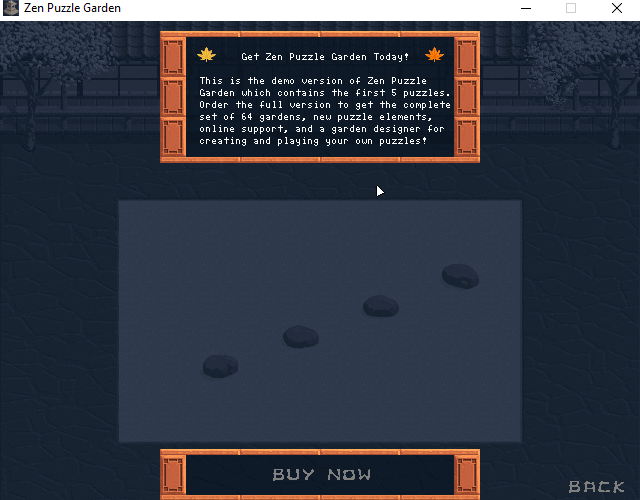 Zen Puzzle Garden
Get Zen Puzzle Garden Today!
This is the demo version of Zen Puzzle
Garden which contains the first 5 puzzles.
Order the full version to get the complete
set of 64 gardens, new puzzle elements,
online support, and a garden designer for
creating and playing your own puzzles!
BUY NOW
BACK